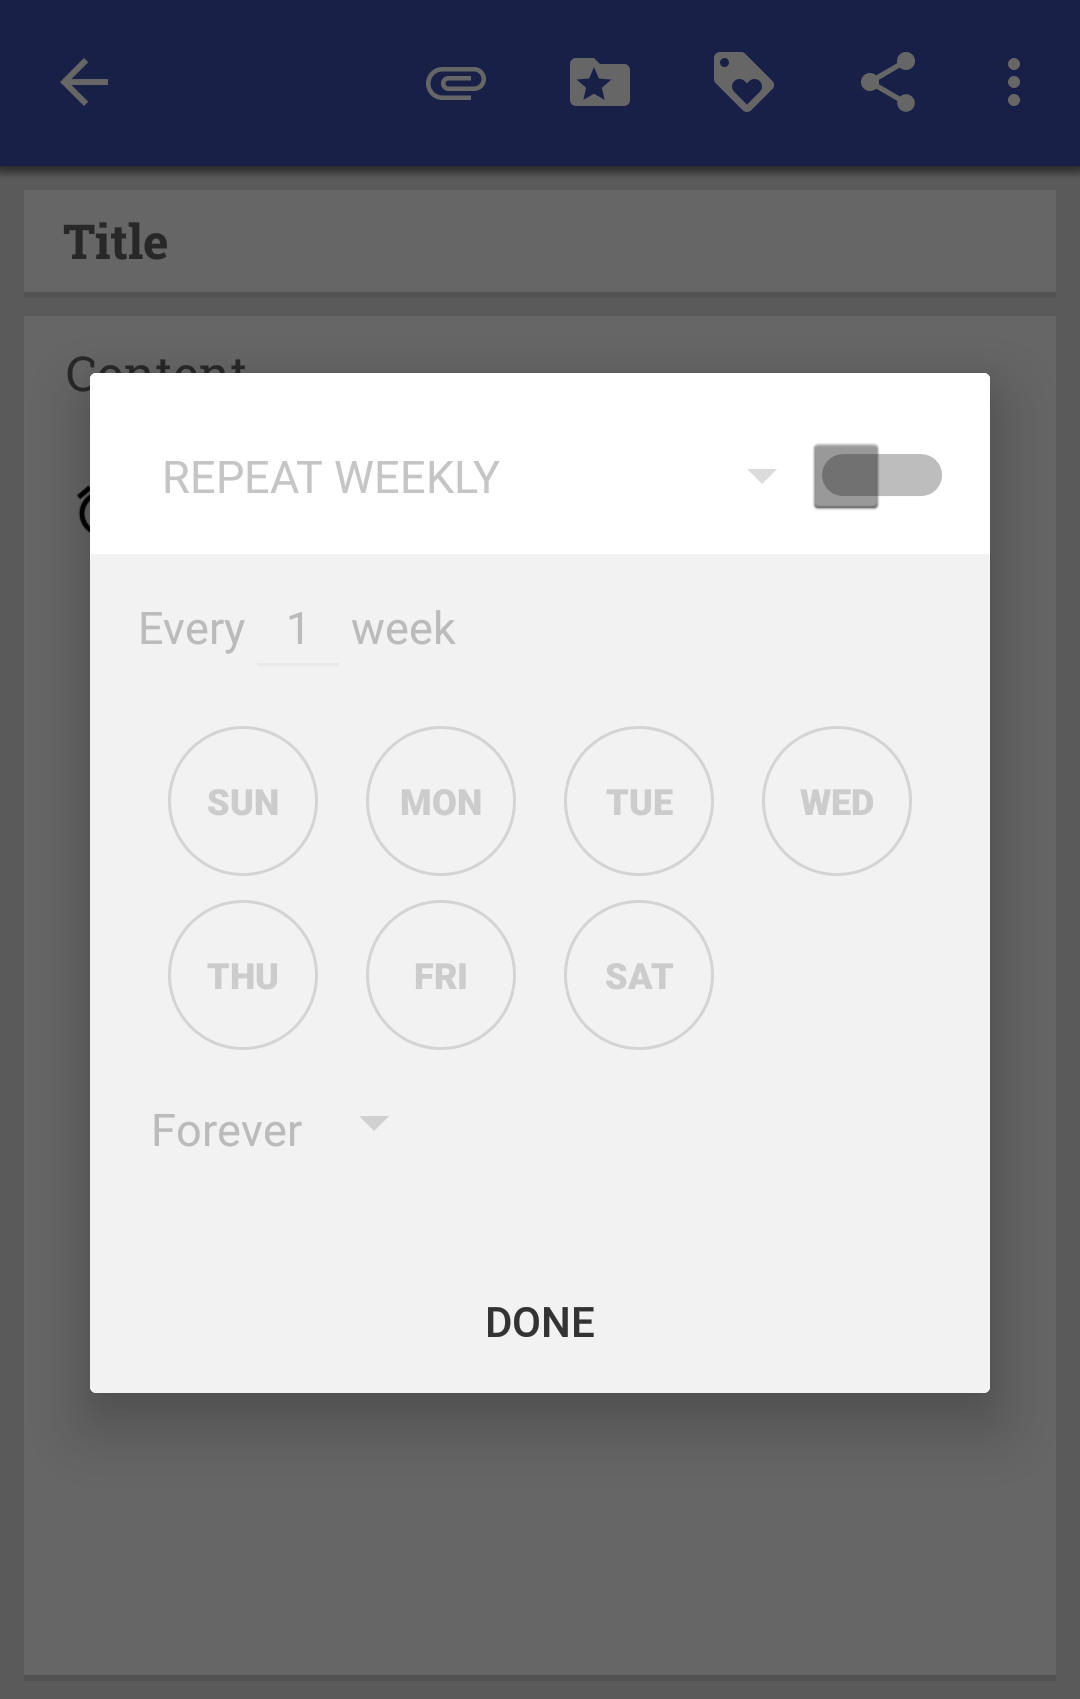 Title
Content
REPEAT WEEKLY
Every 1 week
SUN MON TUE WED
THU FRI SAT
Forever
DONE